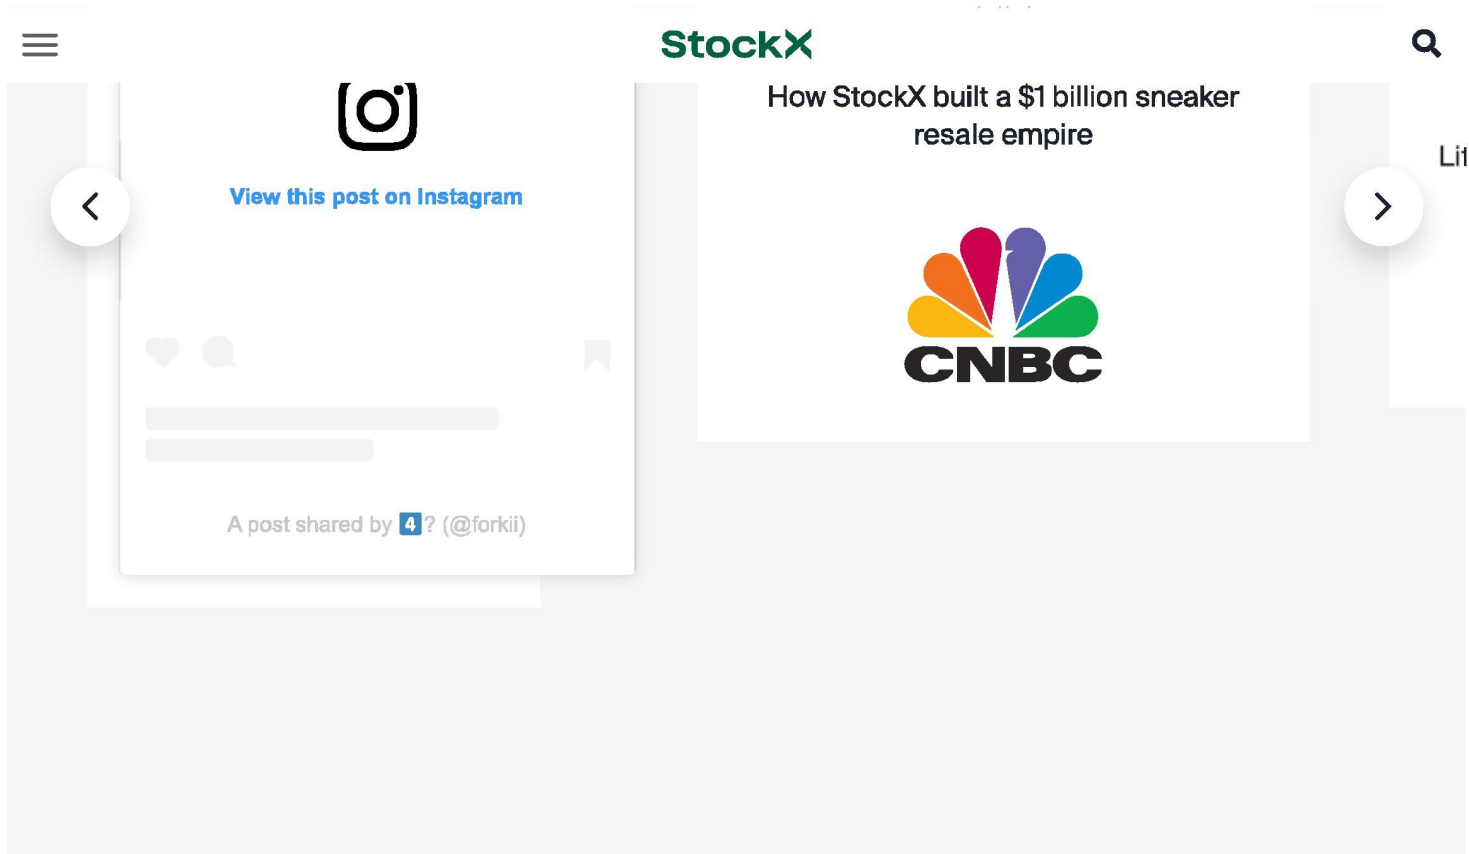 StockX
View this post on Instagram
A post shared by 4️⃣? (@forkii)
How StockX built a $1 billion sneaker
resale empire
CNBC